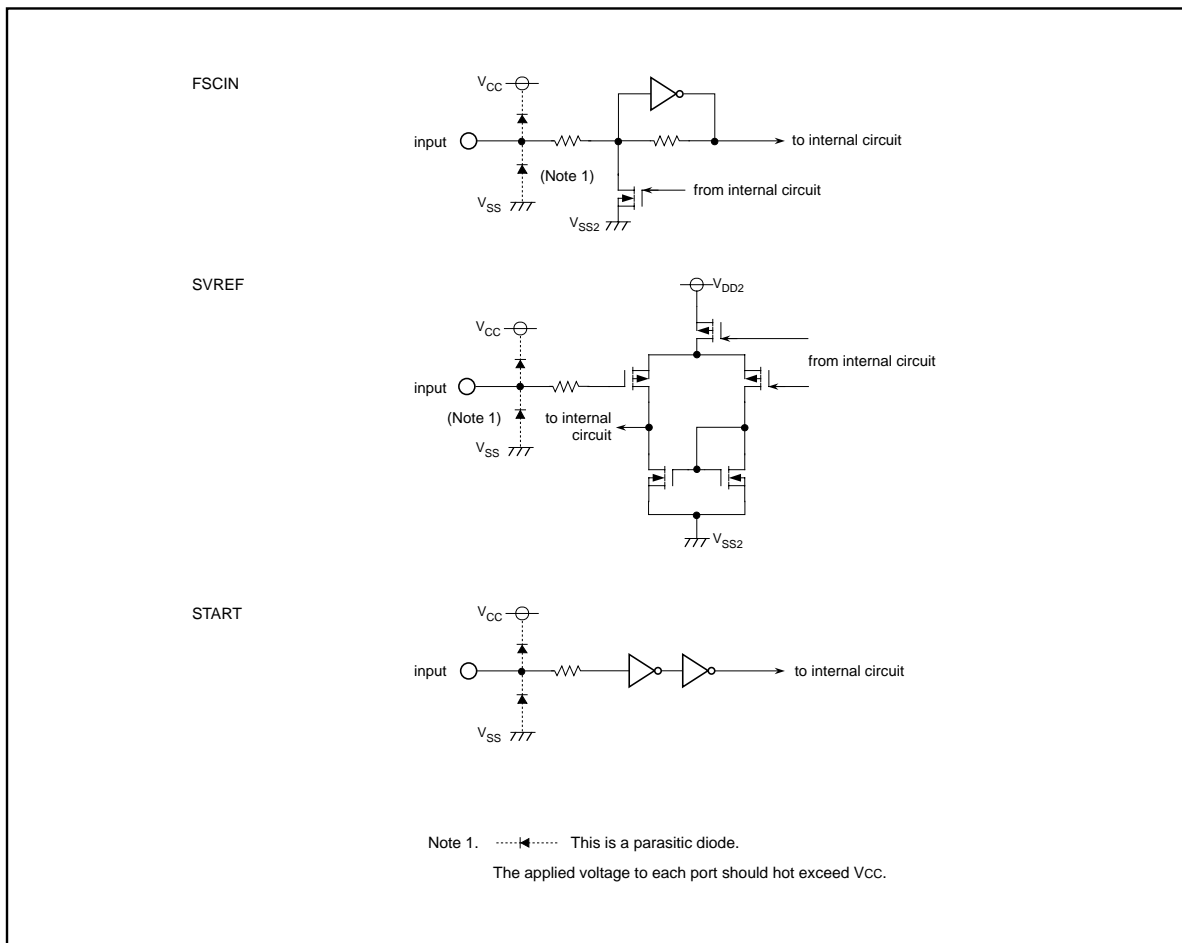 FSCIN
VCC
input
to internal circuit
(Note 1)
from internal circuit
VSS
VSS2
SVREF
VDD2
VCC
from internal circuit
input
(Note 1)
to internal
circuit
VSS
VSS2
START
VCC
input
to internal circuit
VSS
Note 1. This is a parasitic diode.
The applied voltage to each port should hot exceed VCC.